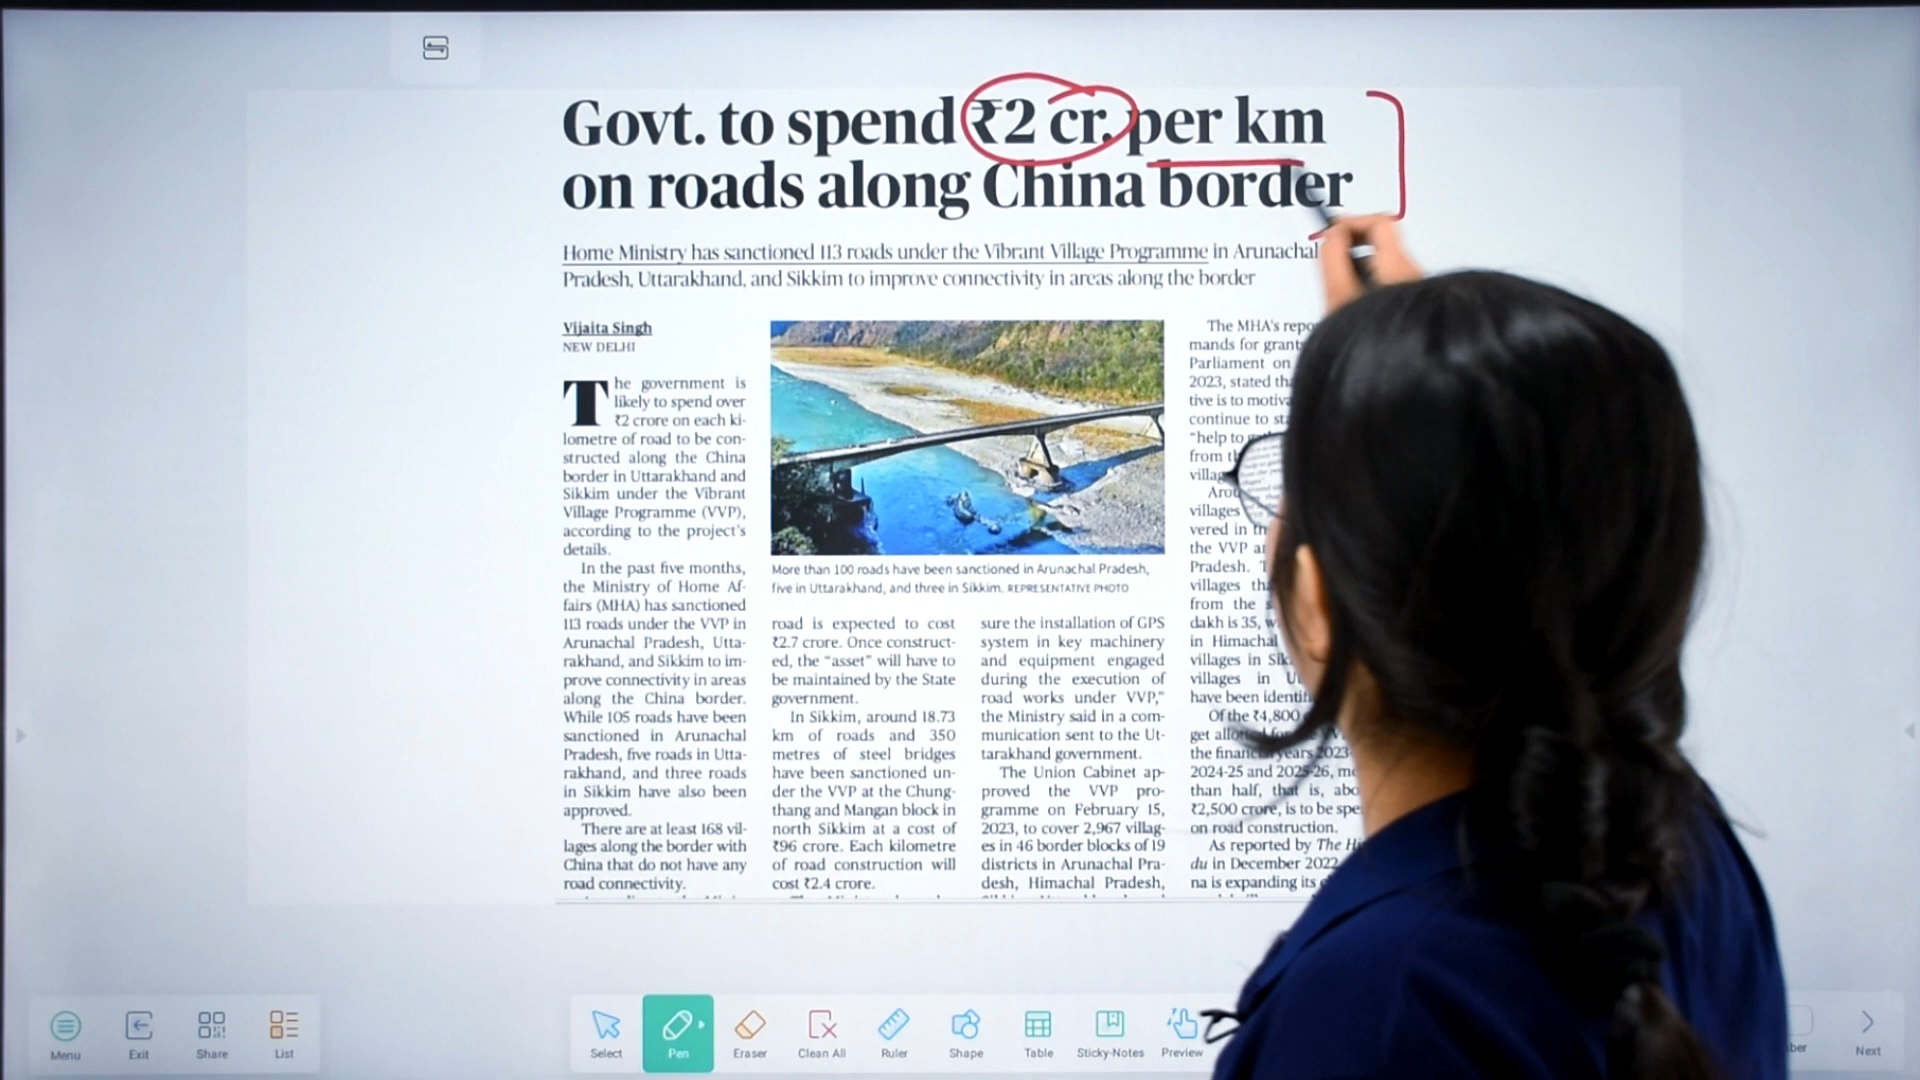 Govt. to spend ₹2 cr. per km
on roads along China border
Home Ministry has sanctioned 113 roads under the Vibrant Village Programme in Arunachal
Pradesh, Uttarakhand, and Sikkim to improve connectivity in areas along the border
Vijaita Singh
NEW DELHI
The government is
likely to spend over
₹2 crore on each ki-
lometre of road to be con-
structed along the China
border in Uttarakhand and
Sikkim under the Vibrant
Village Programme (VVP),
according to the project's
details.
In the past five months,
the Ministry of Home Af-
fairs (MHA) has sanctioned
113 roads under the VVP in
Arunachal Pradesh, Utta-
rakhand, and Sikkim to im-
prove connectivity in areas
along the China border.
While 105 roads have been
sanctioned in Arunachal
Pradesh, five roads in Utta-
rakhand, and three roads
in Sikkim have also been
approved.
There are at least 168 vil-
lages along the border with
China that do not have any
road connectivity.
More than 100 roads have been sanctioned in Arunachal Pradesh,
five in Uttarakhand, and three in Sikkim. REPRESENTATIVE PHOTO
road is expected to cost
₹2.7 crore. Once construct-
ed, the "asset" will have to
be maintained by the State
government.
In Sikkim, around 18.73
km of roads and 350
metres of steel bridges
have been sanctioned un-
der the VVP at the Chung-
thang and Mangan block in
north Sikkim at a cost of
₹96 crore. Each kilometre
of road construction will
cost ₹2.4 crore.
sure the installation of GPS
system in key machinery
and equipment engaged
during the execution of
road works under VVP,"
the Ministry said in a com-
munication sent to the Ut-
tarakhand government.
The Union Cabinet ap-
proved the VVP pro-
gramme on February 15,
2023, to cover 2,967 villag-
es in 46 border blocks of 19
districts in Arunachal Pra-
desh, Himachal Pradesh,
The MHA's
mands for
Parliament on
2023, stated
tive is to
continue to
"help to
from
villages
vered in
the VVP
Pradesh.
villages
from the
dakh is 35,
in Himachal
villages in
villages in
have been
Of the ₹4,800
get
the financial years
2024-25 and 2025-26,
than half, that is,
₹2,500 crore, is to be
on road construction.
As reported by The
du in December 2022
na is expanding its
Menu
Exit
Share
List
Select
Pen
Eraser
Clean All
Ruler
Shape
Table
Sticky-Notes
Preview
Next